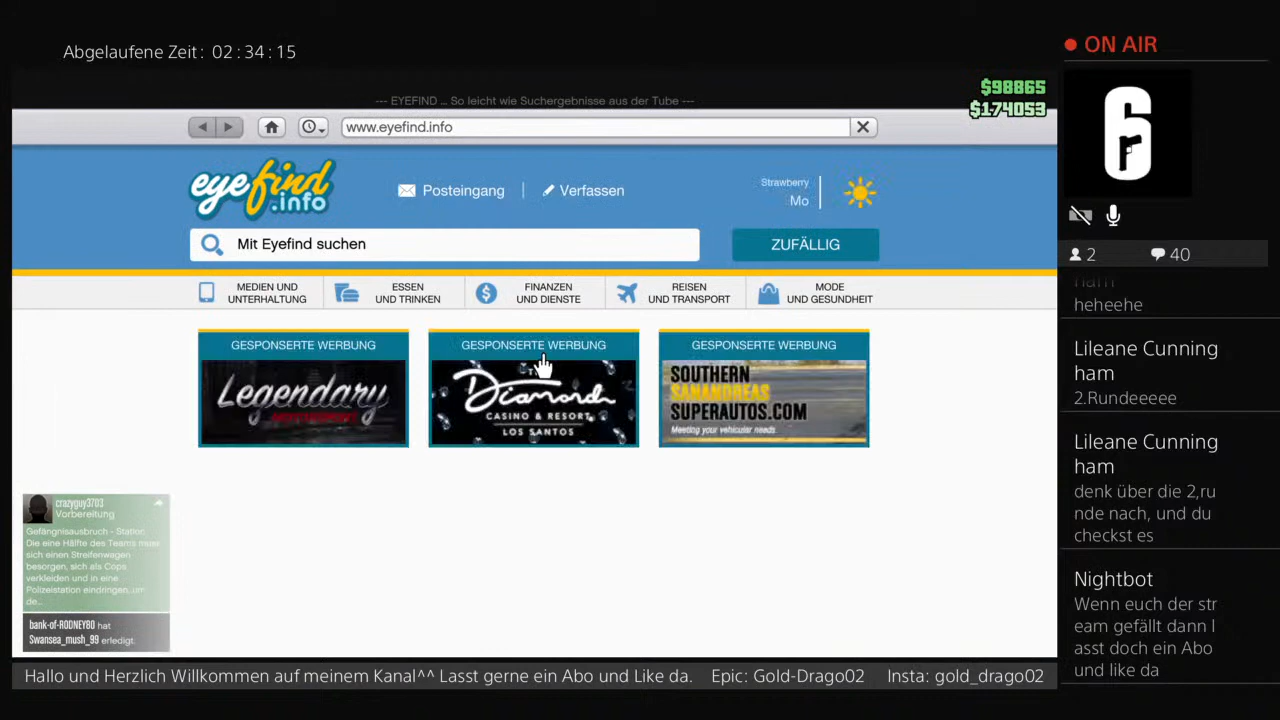 Abgelaufene Zeit: 02:34:15
ON AIR
$98865
$174053
--- EYEFIND ... So leicht wie Suchergebnisse aus der Tube ---
www.eyefind.info
eyefind
.info
Posteingang
Verfassen
Strawberry
Mo
Mit Eyefind suchen
ZUFÄLLIG
MEDIEN UND
UNTERHALTUNG
ESSEN
UND TRINKEN
FINANZEN
UND DIENSTE
REISEN
UND TRANSPORT
MODE
UND GESUNDHEIT
GESPONSERTE WERBUNG
Legendary
GESPONSERTE WERBUNG
Diamond
CASINO & RESORT
LOS SANTOS
GESPONSERTE WERBUNG
SOUTHERN
SANANDREAS
SUPERAUTOS.COM
Meeting your vehicular needs.
crazyguy3703
Vorbereitung
Gefängnisausbruch - Station:
Die eine Hälfte des Teams muss
sich einen Streifenwagen
besorgen, sich als Cops
verkleiden und in eine
Polizeistation eindringen, um
de...
bank-of-RODNEY80 hat
Swansea_mush_99 erledigt.
6
2
40
ham
heheehe
Lileane Cunning
ham
2.Rundeeeee
Lileane Cunning
ham
denk über die 2,ru
nde nach, und du
checkst es
Nightbot
Wenn euch der str
eam gefällt dann l
asst doch ein Abo
und like da
Hallo und Herzlich Willkommen auf meinem Kanal^^ Lasst gerne ein Abo und Like da. Epic: Gold-Drago02 Insta: gold_drago02